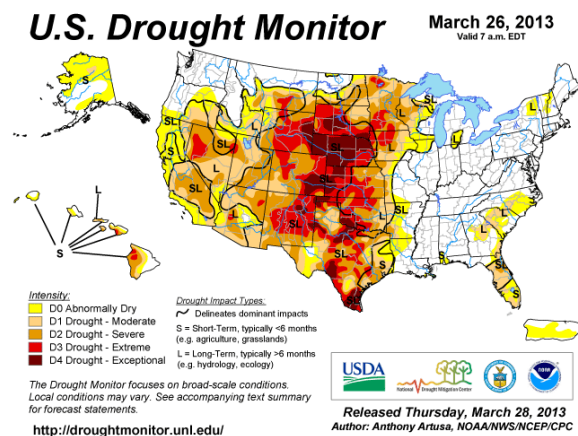 U.S. Drought Monitor
March 26, 2013
Valid 7 a.m. EDT
S
SL
S
SL
SL
L
L
SL
L
L
SL
L
L
SL
SL
L
SL
SL
S
S
L
SL
S
L
S
Intensity:
D0 Abnormally Dry
D1 Drought - Moderate
D2 Drought - Severe
D3 Drought - Extreme
D4 Drought - Exceptional
Drought Impact Types:
Delineates dominant impacts
S = Short-Term, typically <6 months
(e.g. agriculture, grasslands)
L = Long-Term, typically >6 months
(e.g. hydrology, ecology)
The Drought Monitor focuses on broad-scale conditions.
Local conditions may vary. See accompanying text summary
for forecast statements.
http://droughtmonitor.unl.edu/
USDA
National Drought Mitigation Center
Released Thursday, March 28, 2013
Author: Anthony Artusa, NOAA/NWS/NCEP/CPC